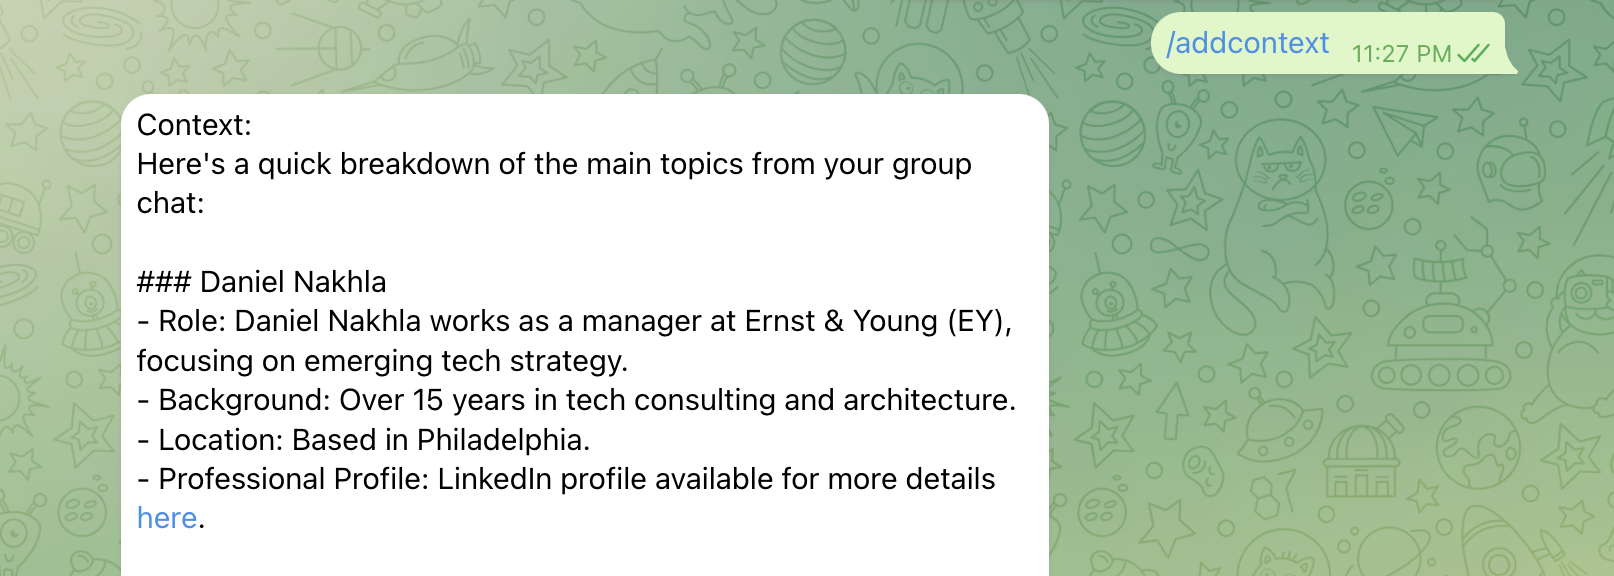 /addcontext 11:27 PM
Context:
Here's a quick breakdown of the main topics from your group
chat:
### Daniel Nakhla
- Role: Daniel Nakhla works as a manager at Ernst & Young (EY),
focusing on emerging tech strategy.
- Background: Over 15 years in tech consulting and architecture.
- Location: Based in Philadelphia.
- Professional Profile: LinkedIn profile available for more details
here.